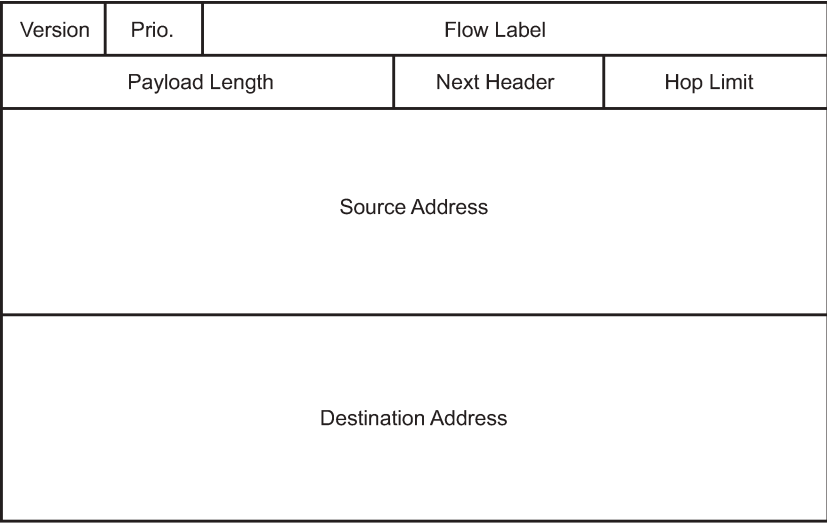 Version Prio. Flow Label
Payload Length Next Header Hop Limit
Source Address
Destination Address